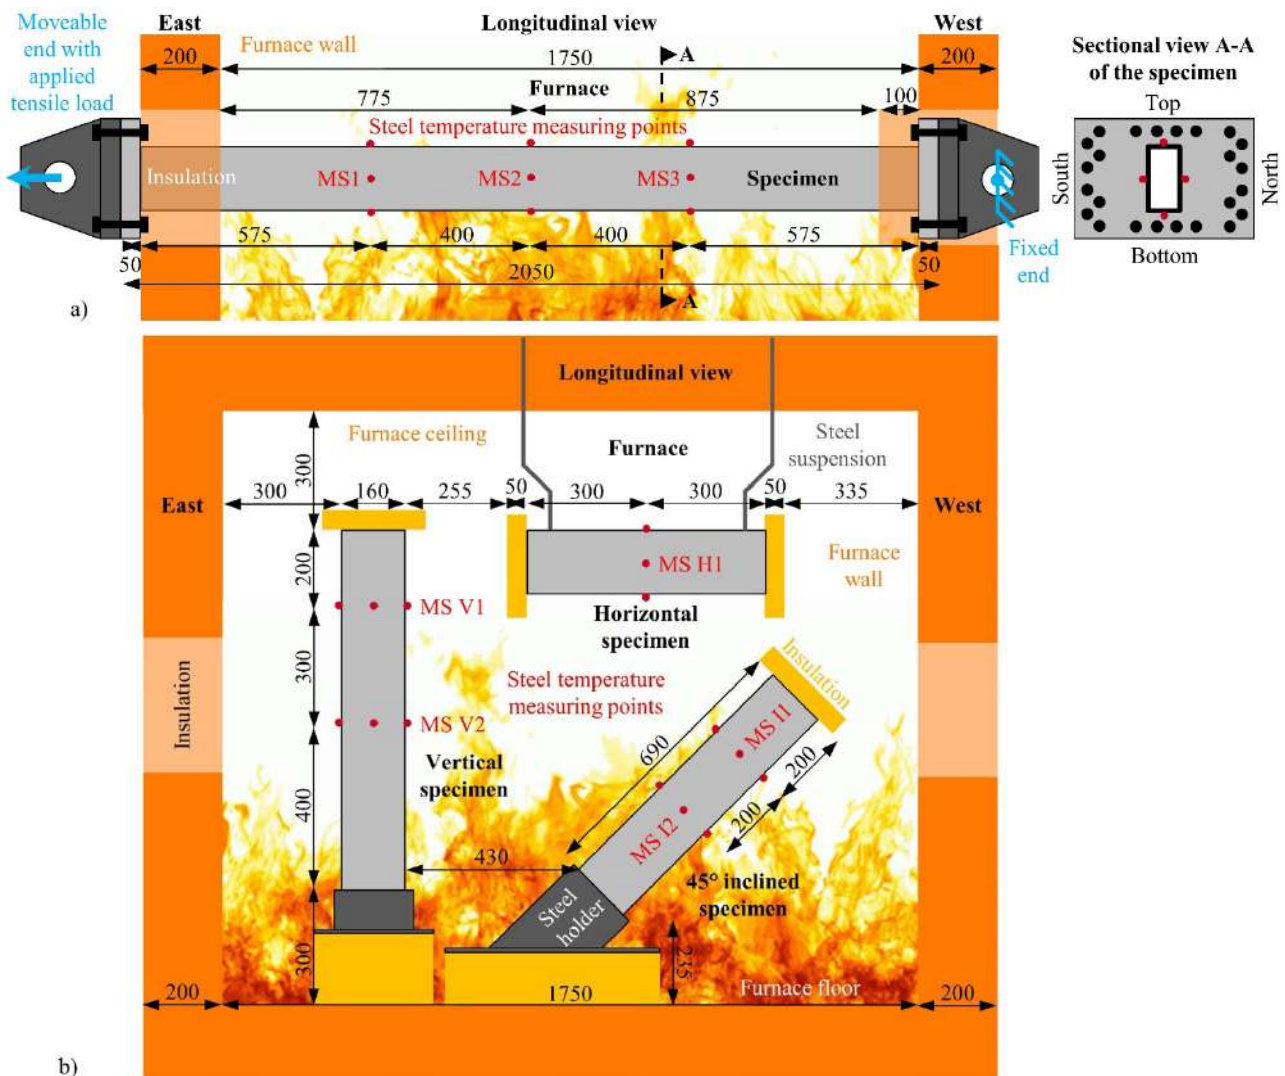 East
Longitudinal view
West
Moveable
end with
applied
tensile load
Furnace wall
200
1750
200
A
Sectional view A-A
of the specimen
Furnace
775
875
100
Top
Steel temperature measuring points
Insulation
MS1
MS2
MS3
Specimen
South
North
575
400
400
575
Bottom
50
50
2050
Fixed
end
A
a)
Longitudinal view
Furnace ceiling
Furnace
Steel
suspension
300
300
160
255
50
300
300
50
335
East
West
200
MS H1
Furnace
wall
MS V1
Horizontal
specimen
Insulation
300
Steel temperature
measuring points
Insulation
MS V2
690
MS I1
Vertical
specimen
200
400
MS I2
200
430
45° inclined
specimen
Steel
holder
300
235
200
1750
Furnace floor
200
b)